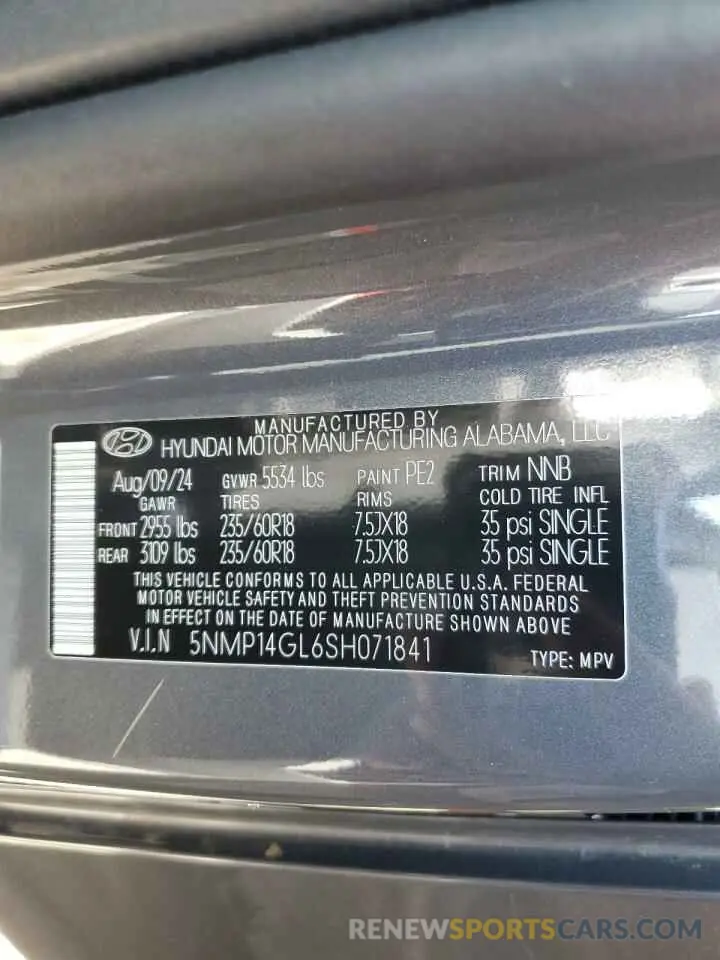 MANUFACTURED BY
HYUNDAI MOTOR MANUFACTURING ALABAMA, LLC
Aug/09/24 GVWR 5534 lbs PAINT PE2 TRIM NNB
GAWR TIRES RIMS COLD TIRE INFL
FRONT 2955 lbs 235/60R18 7.5JX18 35 psi SINGLE
REAR 3109 lbs 235/60R18 7.5JX18 35 psi SINGLE
THIS VEHICLE CONFORMS TO ALL APPLICABLE U.S.A. FEDERAL
MOTOR VEHICLE SAFETY AND THEFT PREVENTION STANDARDS
IN EFFECT ON THE DATE OF MANUFACTURE SHOWN ABOVE
V.I.N 5NMP14GL6SH071841 TYPE: MPV
RENEWSPORTSCARS.COM